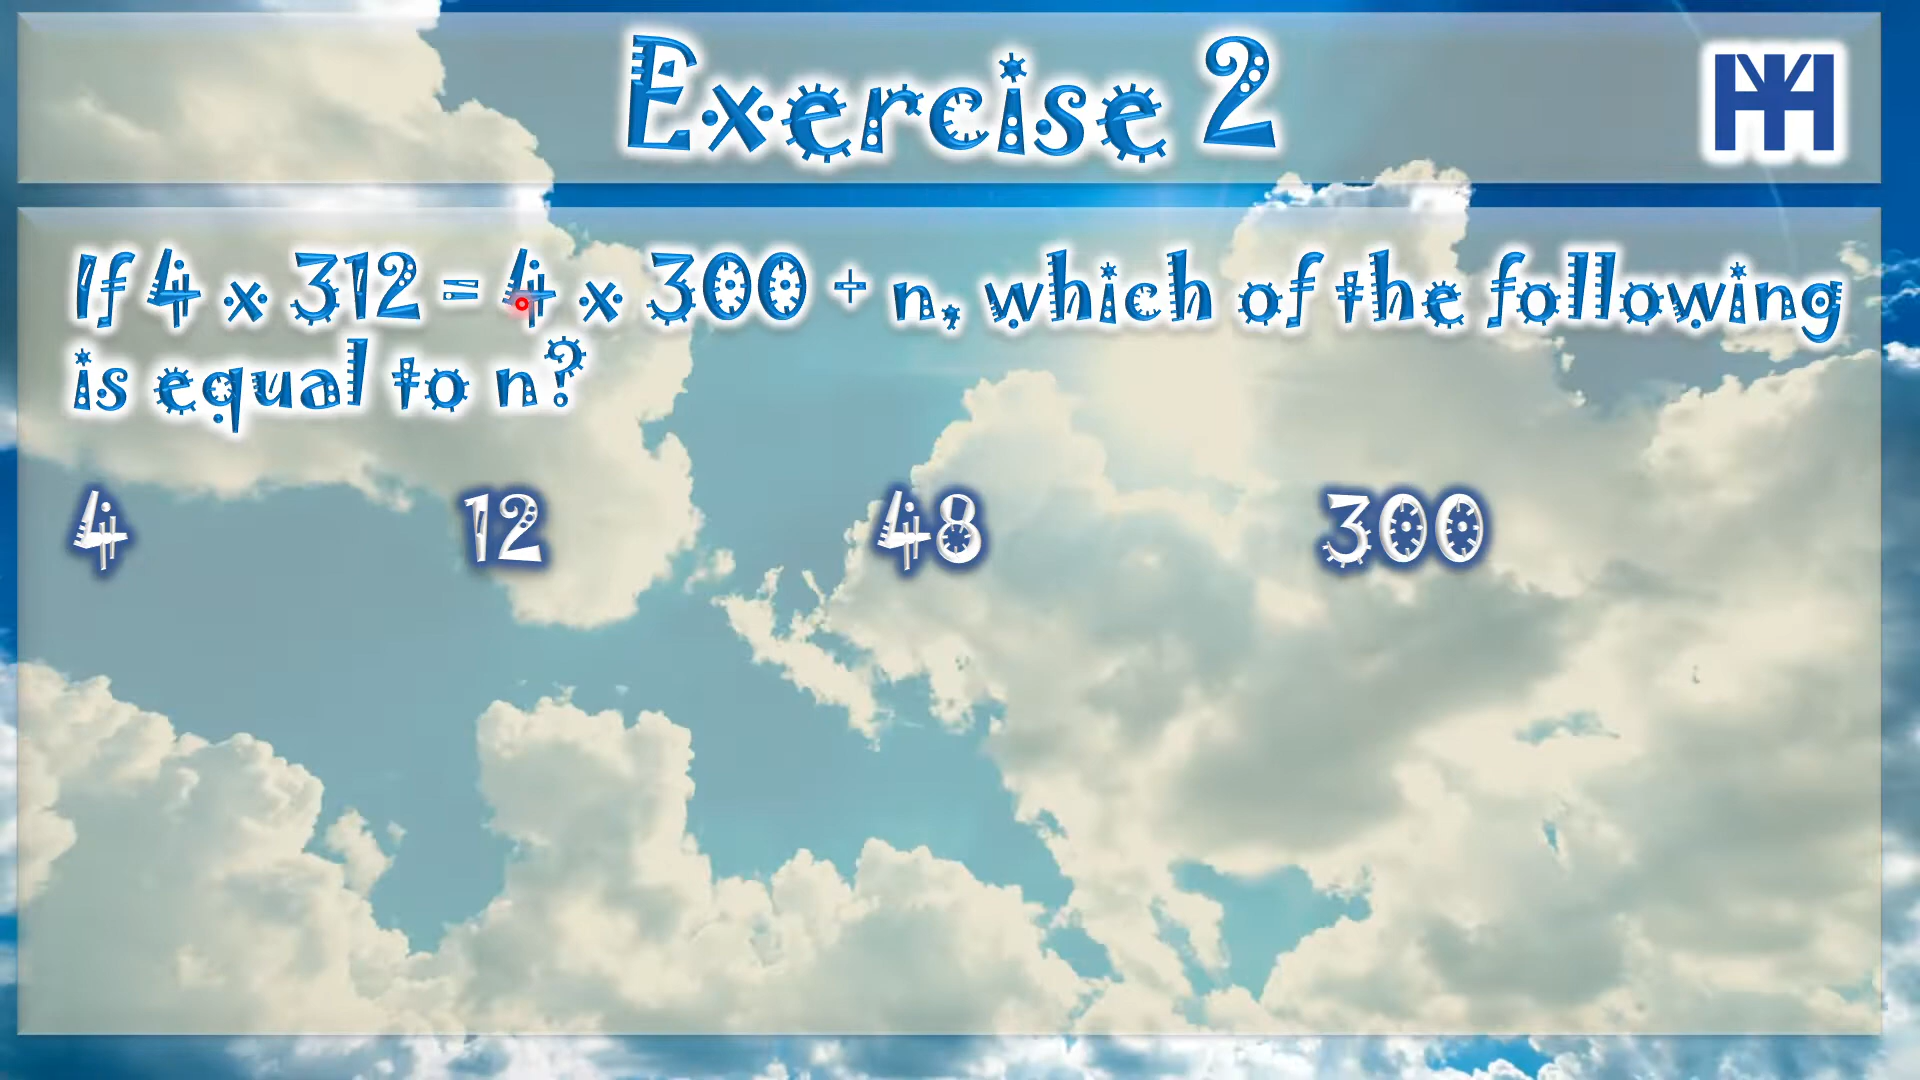 Exercise 2
If 4 x 312 = 4 x 300 + n, which of the following
is equal to n?
4 12 48 300